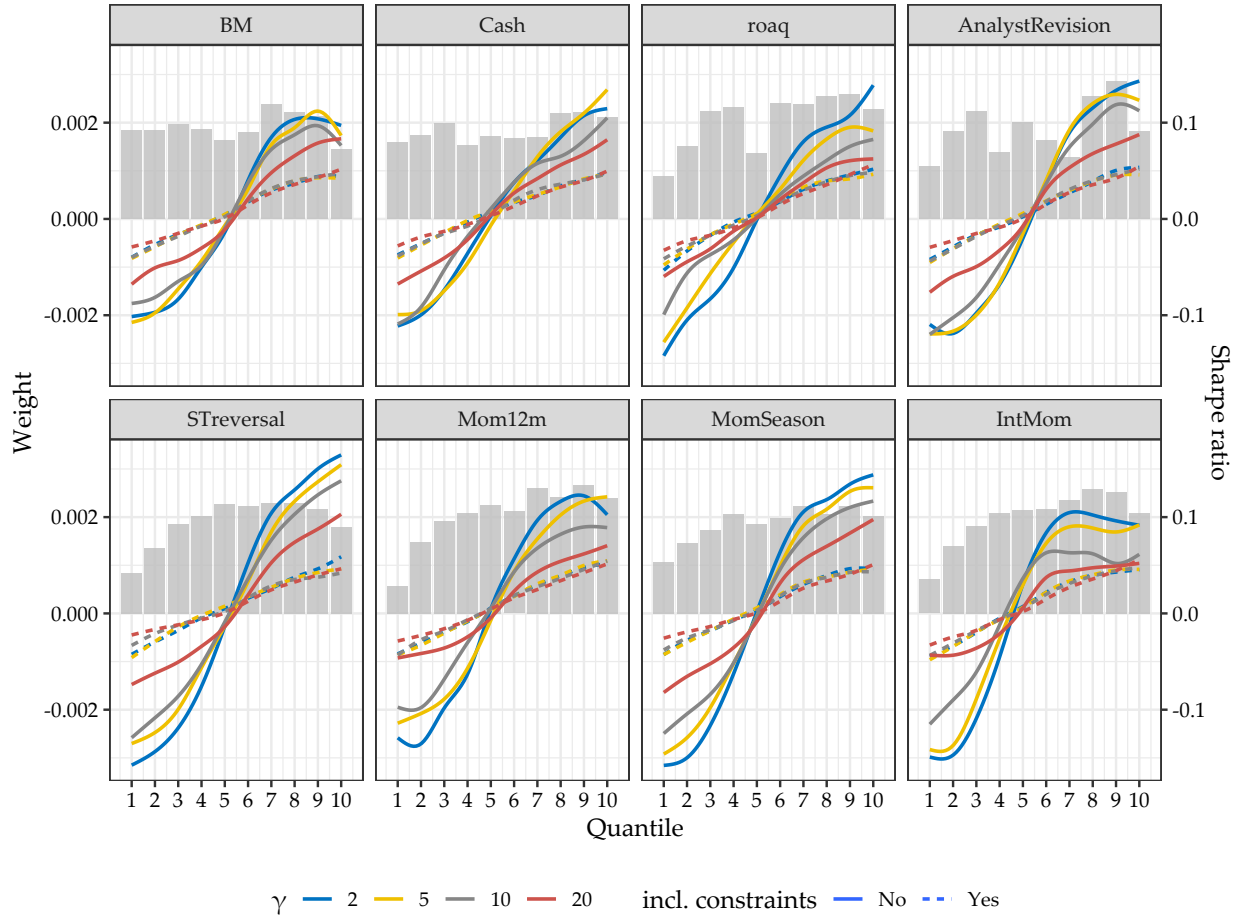 BM Cash roaq AnalystRevision
0.002
0.000
-0.002
0.1
0.0
-0.1
STreversal Mom12m MomSeason IntMom
0.002
0.000
-0.002
0.1
0.0
-0.1
Weight
Sharpe ratio
1 2 3 4 5 6 7 8 9 10 1 2 3 4 5 6 7 8 9 10 1 2 3 4 5 6 7 8 9 10 1 2 3 4 5 6 7 8 9 10
Quantile
γ 2 5 10 20 incl. constraints No Yes